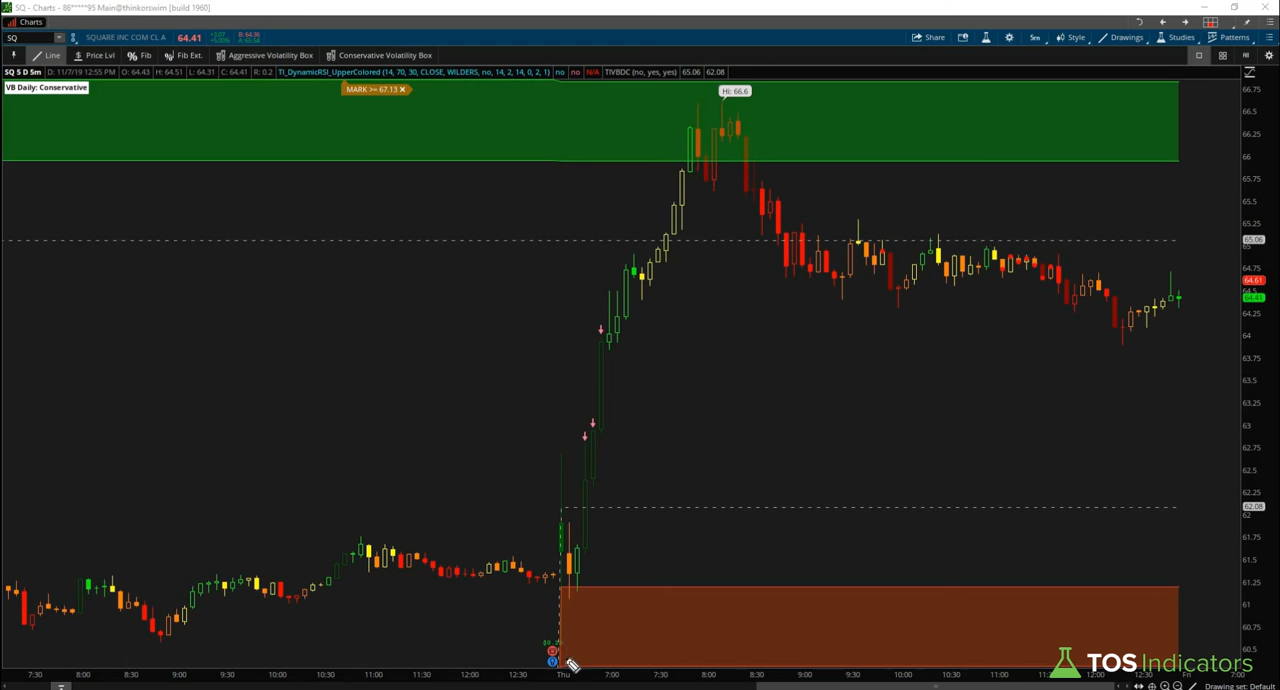 SQ - Charts - 86*****95 Main@thinkorswim [build 1960]
Charts
SQ SQUARE INC COM CL A 64.41 +3.07 +5.00% B: 64.36 A: 65.54 Share 5m Style Drawings Studies Patterns
Line Price Lvl Fib Fib Ext. Aggressive Volatility Box Conservative Volatility Box
SQ 5 D 5m D: 11/7/19 12:55 PM O: 64.43 H: 64.51 L: 64.31 C: 64.41 R: 0.2 TI_DynamicRSI_UpperColored (14, 70, 30, CLOSE, WILDERS, no, 14, 2, 14, 0, 2, 1) no no N/A TIVBDC (no, yes, yes) 65.06 62.08
VB Daily: Conservative
MARK >= 67.13
Hi: 66.6
66.75
66.5
66.25
66
65.75
65.5
65.25
65.06
65
64.75
64.61
64.5
64.41
64.25
64
63.75
63.5
63.25
63
62.75
62.5
62.25
62.08
62
61.75
61.5
61.25
61
60.75
60.5
TOS Indicators
7:30 8:00 8:30 9:00 9:30 10:00 10:30 11:00 11:30 12:00 12:30 Thu 7:00 7:30 8:00 8:30 9:00 9:30 10:00 10:30 11:00 11:30 12:00 12:30 Fri 7:00
Drawing set: Default